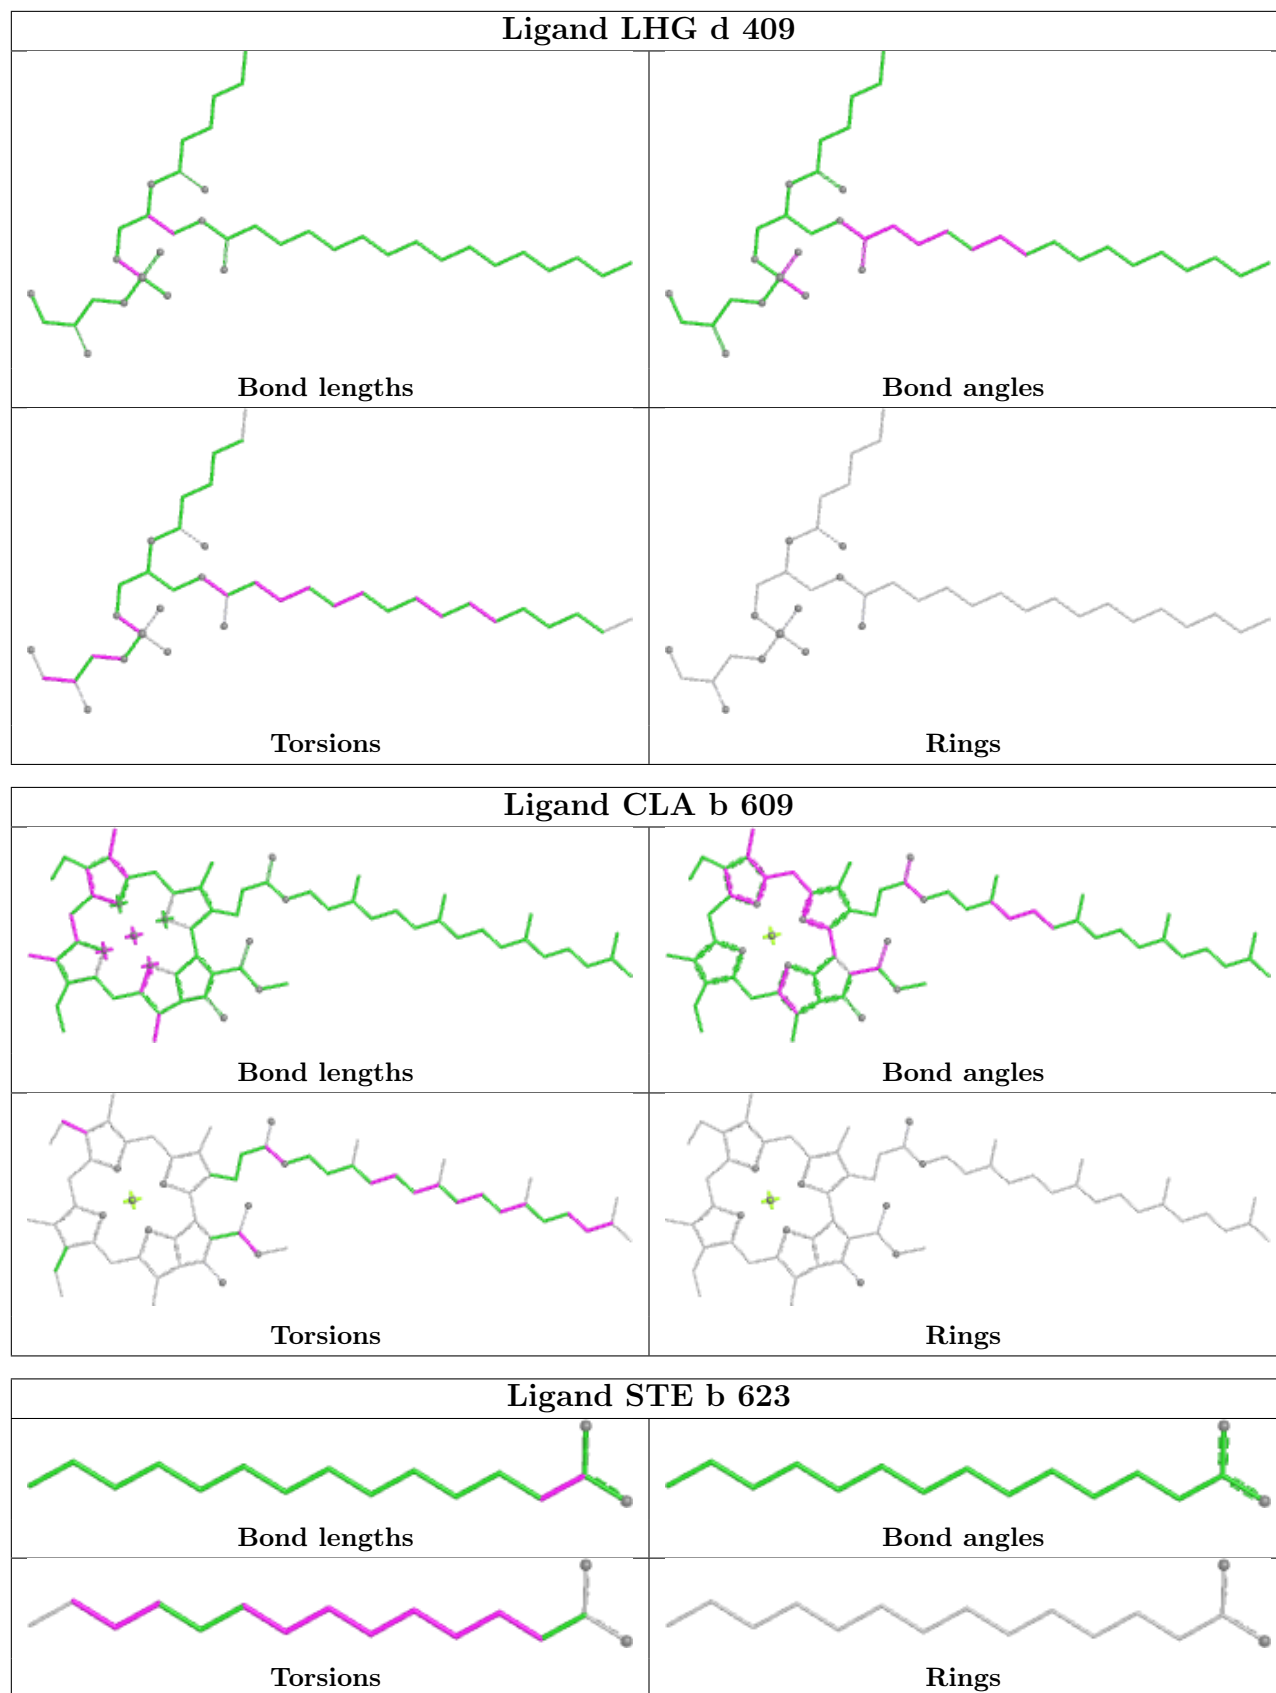 Ligand LHG d 409
Bond lengths
Bond angles
Torsions
Rings
Ligand CLA b 609
Bond lengths
Bond angles
Torsions
Rings
Ligand STE b 623
Bond lengths
Bond angles
Torsions
Rings